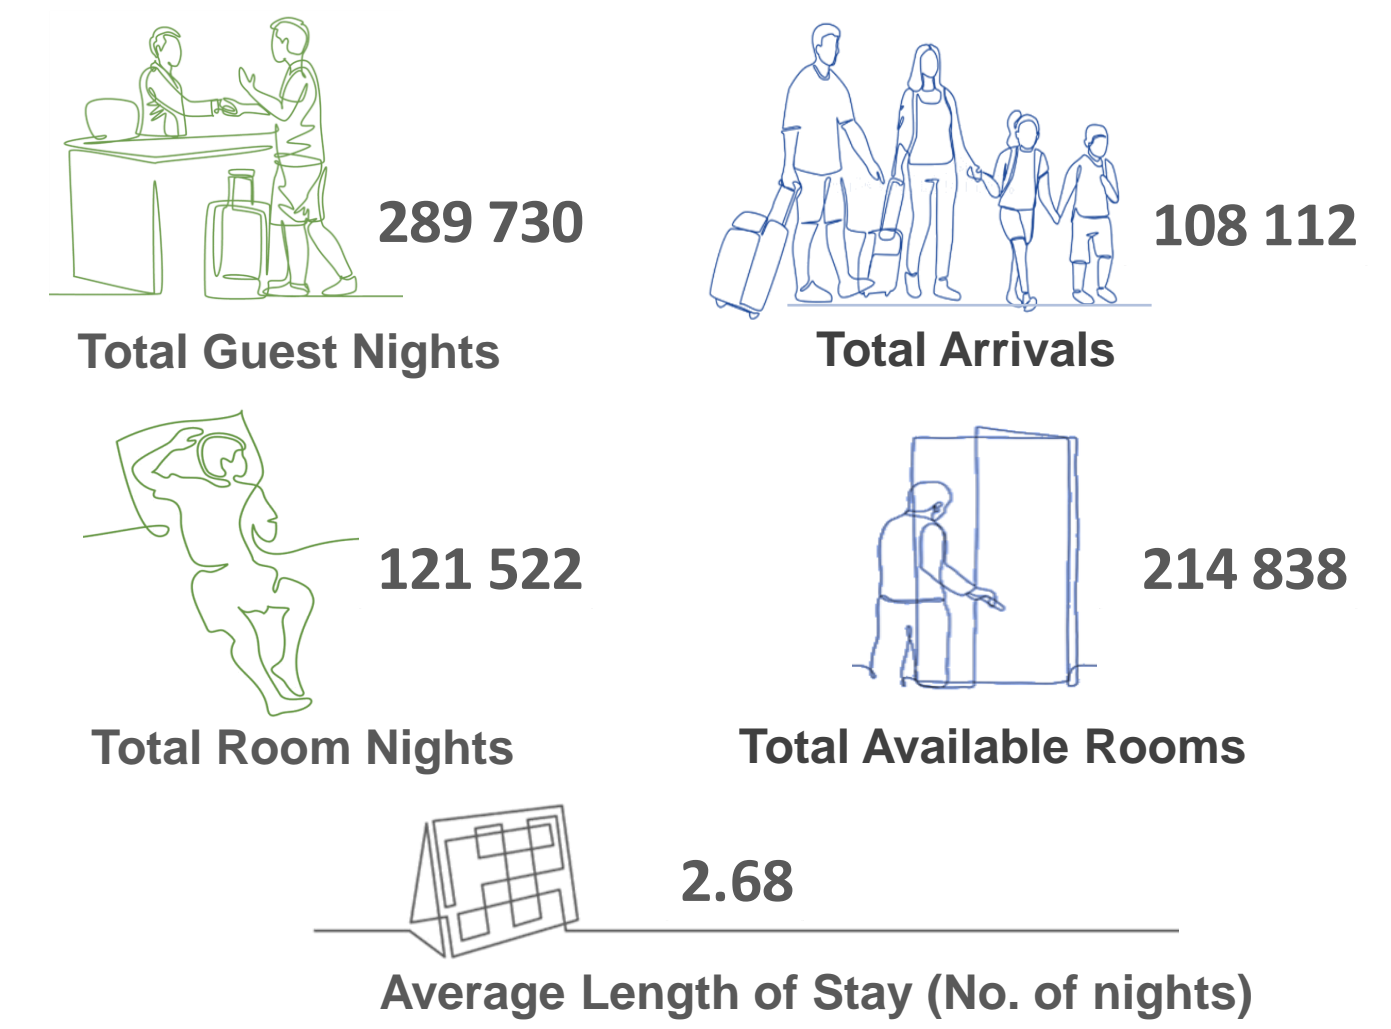 289 730
108 112
Total Guest Nights
Total Arrivals
121 522
214 838
Total Room Nights
Total Available Rooms
2.68
Average Length of Stay (No. of nights)